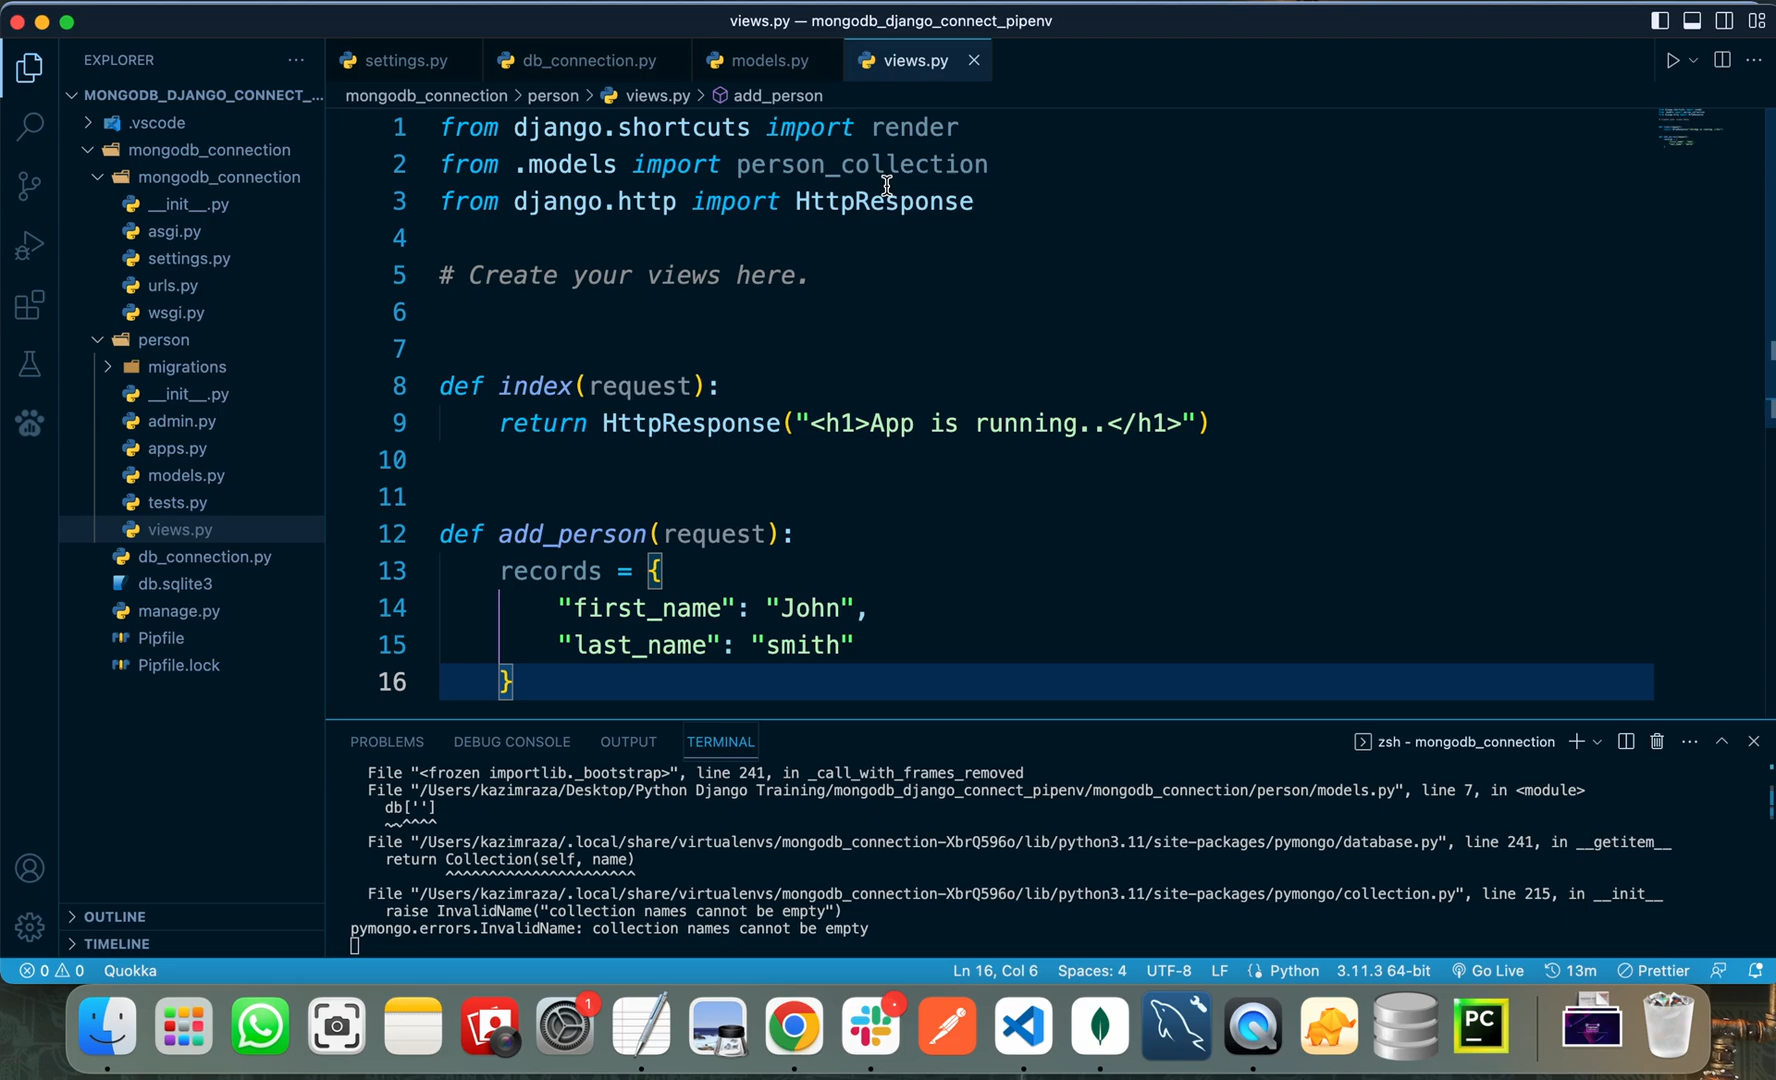 views.py — mongodb_django_connect_pipenv
EXPLORER
MONGODB_DJANGO_CONNECT_...
.vscode
mongodb_connection
mongodb_connection
__init__.py
asgi.py
settings.py
urls.py
wsgi.py
person
migrations
__init__.py
admin.py
apps.py
models.py
tests.py
views.py
db_connection.py
db.sqlite3
manage.py
Pipfile
Pipfile.lock
OUTLINE
TIMELINE
settings.py db_connection.py models.py views.py
mongodb_connection > person > views.py > add_person
1 from django.shortcuts import render
2 from .models import person_collection
3 from django.http import HttpResponse
4
5 # Create your views here.
6
7
8 def index(request):
9 return HttpResponse("<h1>App is running..</h1>")
10
11
12 def add_person(request):
13 records = {
14 "first_name": "John",
15 "last_name": "smith"
16 }
PROBLEMS DEBUG CONSOLE OUTPUT TERMINAL zsh - mongodb_connection
File "<frozen importlib._bootstrap>", line 241, in _call_with_frames_removed
File "/Users/kazimraza/Desktop/Python Django Training/mongodb_django_connect_pipenv/mongodb_connection/person/models.py", line 7, in <module>
db['']
~~^^^^
File "/Users/kazimraza/.local/share/virtualenvs/mongodb_connection-XbrQ596o/lib/python3.11/site-packages/pymongo/database.py", line 241, in __getitem__
return Collection(self, name)
^^^^^^^^^^^^^^^^^^^^^^
File "/Users/kazimraza/.local/share/virtualenvs/mongodb_connection-XbrQ596o/lib/python3.11/site-packages/pymongo/collection.py", line 215, in __init__
raise InvalidName("collection names cannot be empty")
pymongo.errors.InvalidName: collection names cannot be empty
0 0 Quokka Ln 16, Col 6 Spaces: 4 UTF-8 LF Python 3.11.3 64-bit Go Live 13m Prettier
1
PC